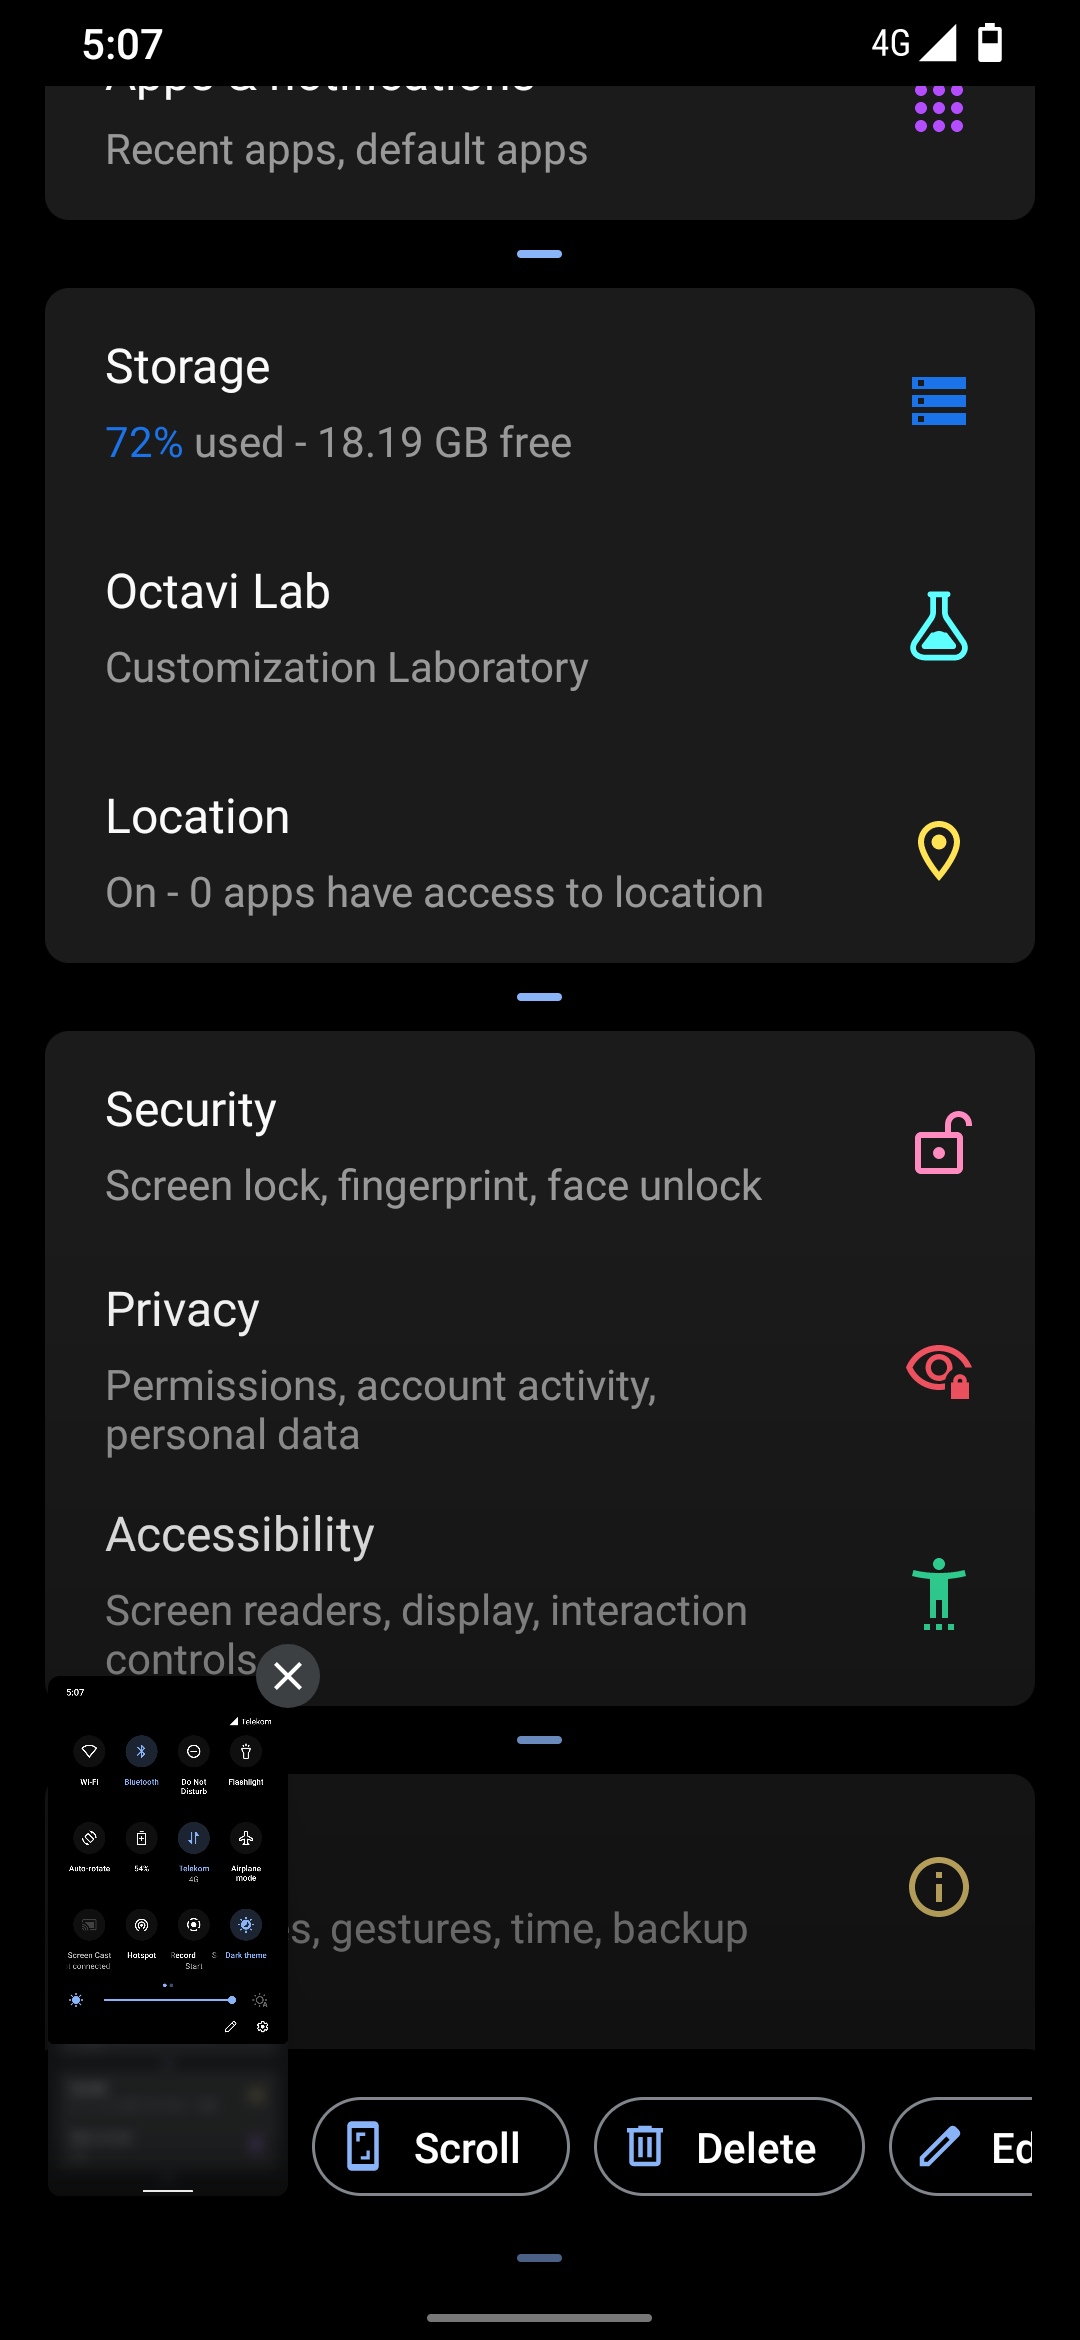 5:07
4G
Apps & notifications
Recent apps, default apps
Storage
72% used - 18.19 GB free
Octavi Lab
Customization Laboratory
Location
On - 0 apps have access to location
Security
Screen lock, fingerprint, face unlock
Privacy
Permissions, account activity,
personal data
Accessibility
Screen readers, display, interaction
controls
5:07
Telekom
Wi-Fi
Bluetooth
Do Not
Disturb
Flashlight
Auto-rotate
54%
Telekom
4G
Airplane
mode
Screen Cast
connected
Hotspot
Record
S
Start
Dark theme
s, gestures, time, backup
Scroll
Delete
Ed